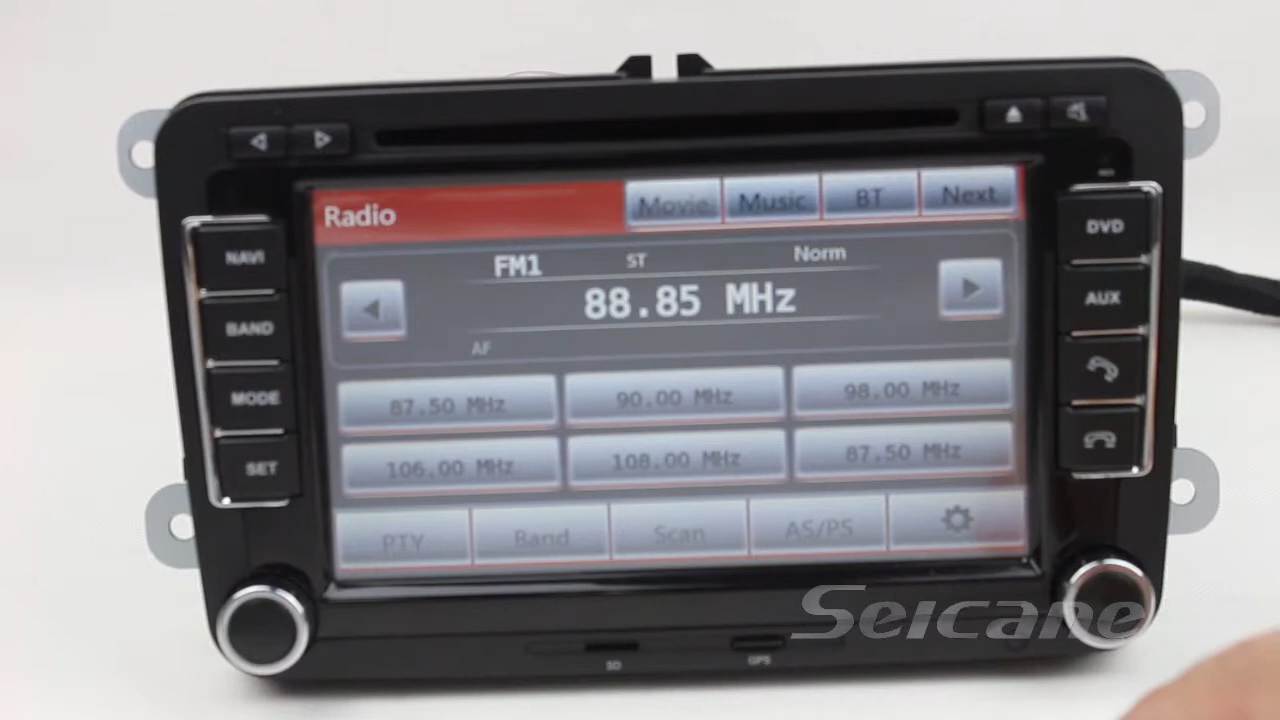 Radio Movie Music BT Next
FM1 ST Norm
88.85 MHz
AF
87.50 MHz 90.00 MHz 98.00 MHz
106.00 MHz 108.00 MHz 87.50 MHz
PTY Band Scan AS/PS
NAVI
BAND
MODE
SET
DVD
AUX
SD GPS
Seicane